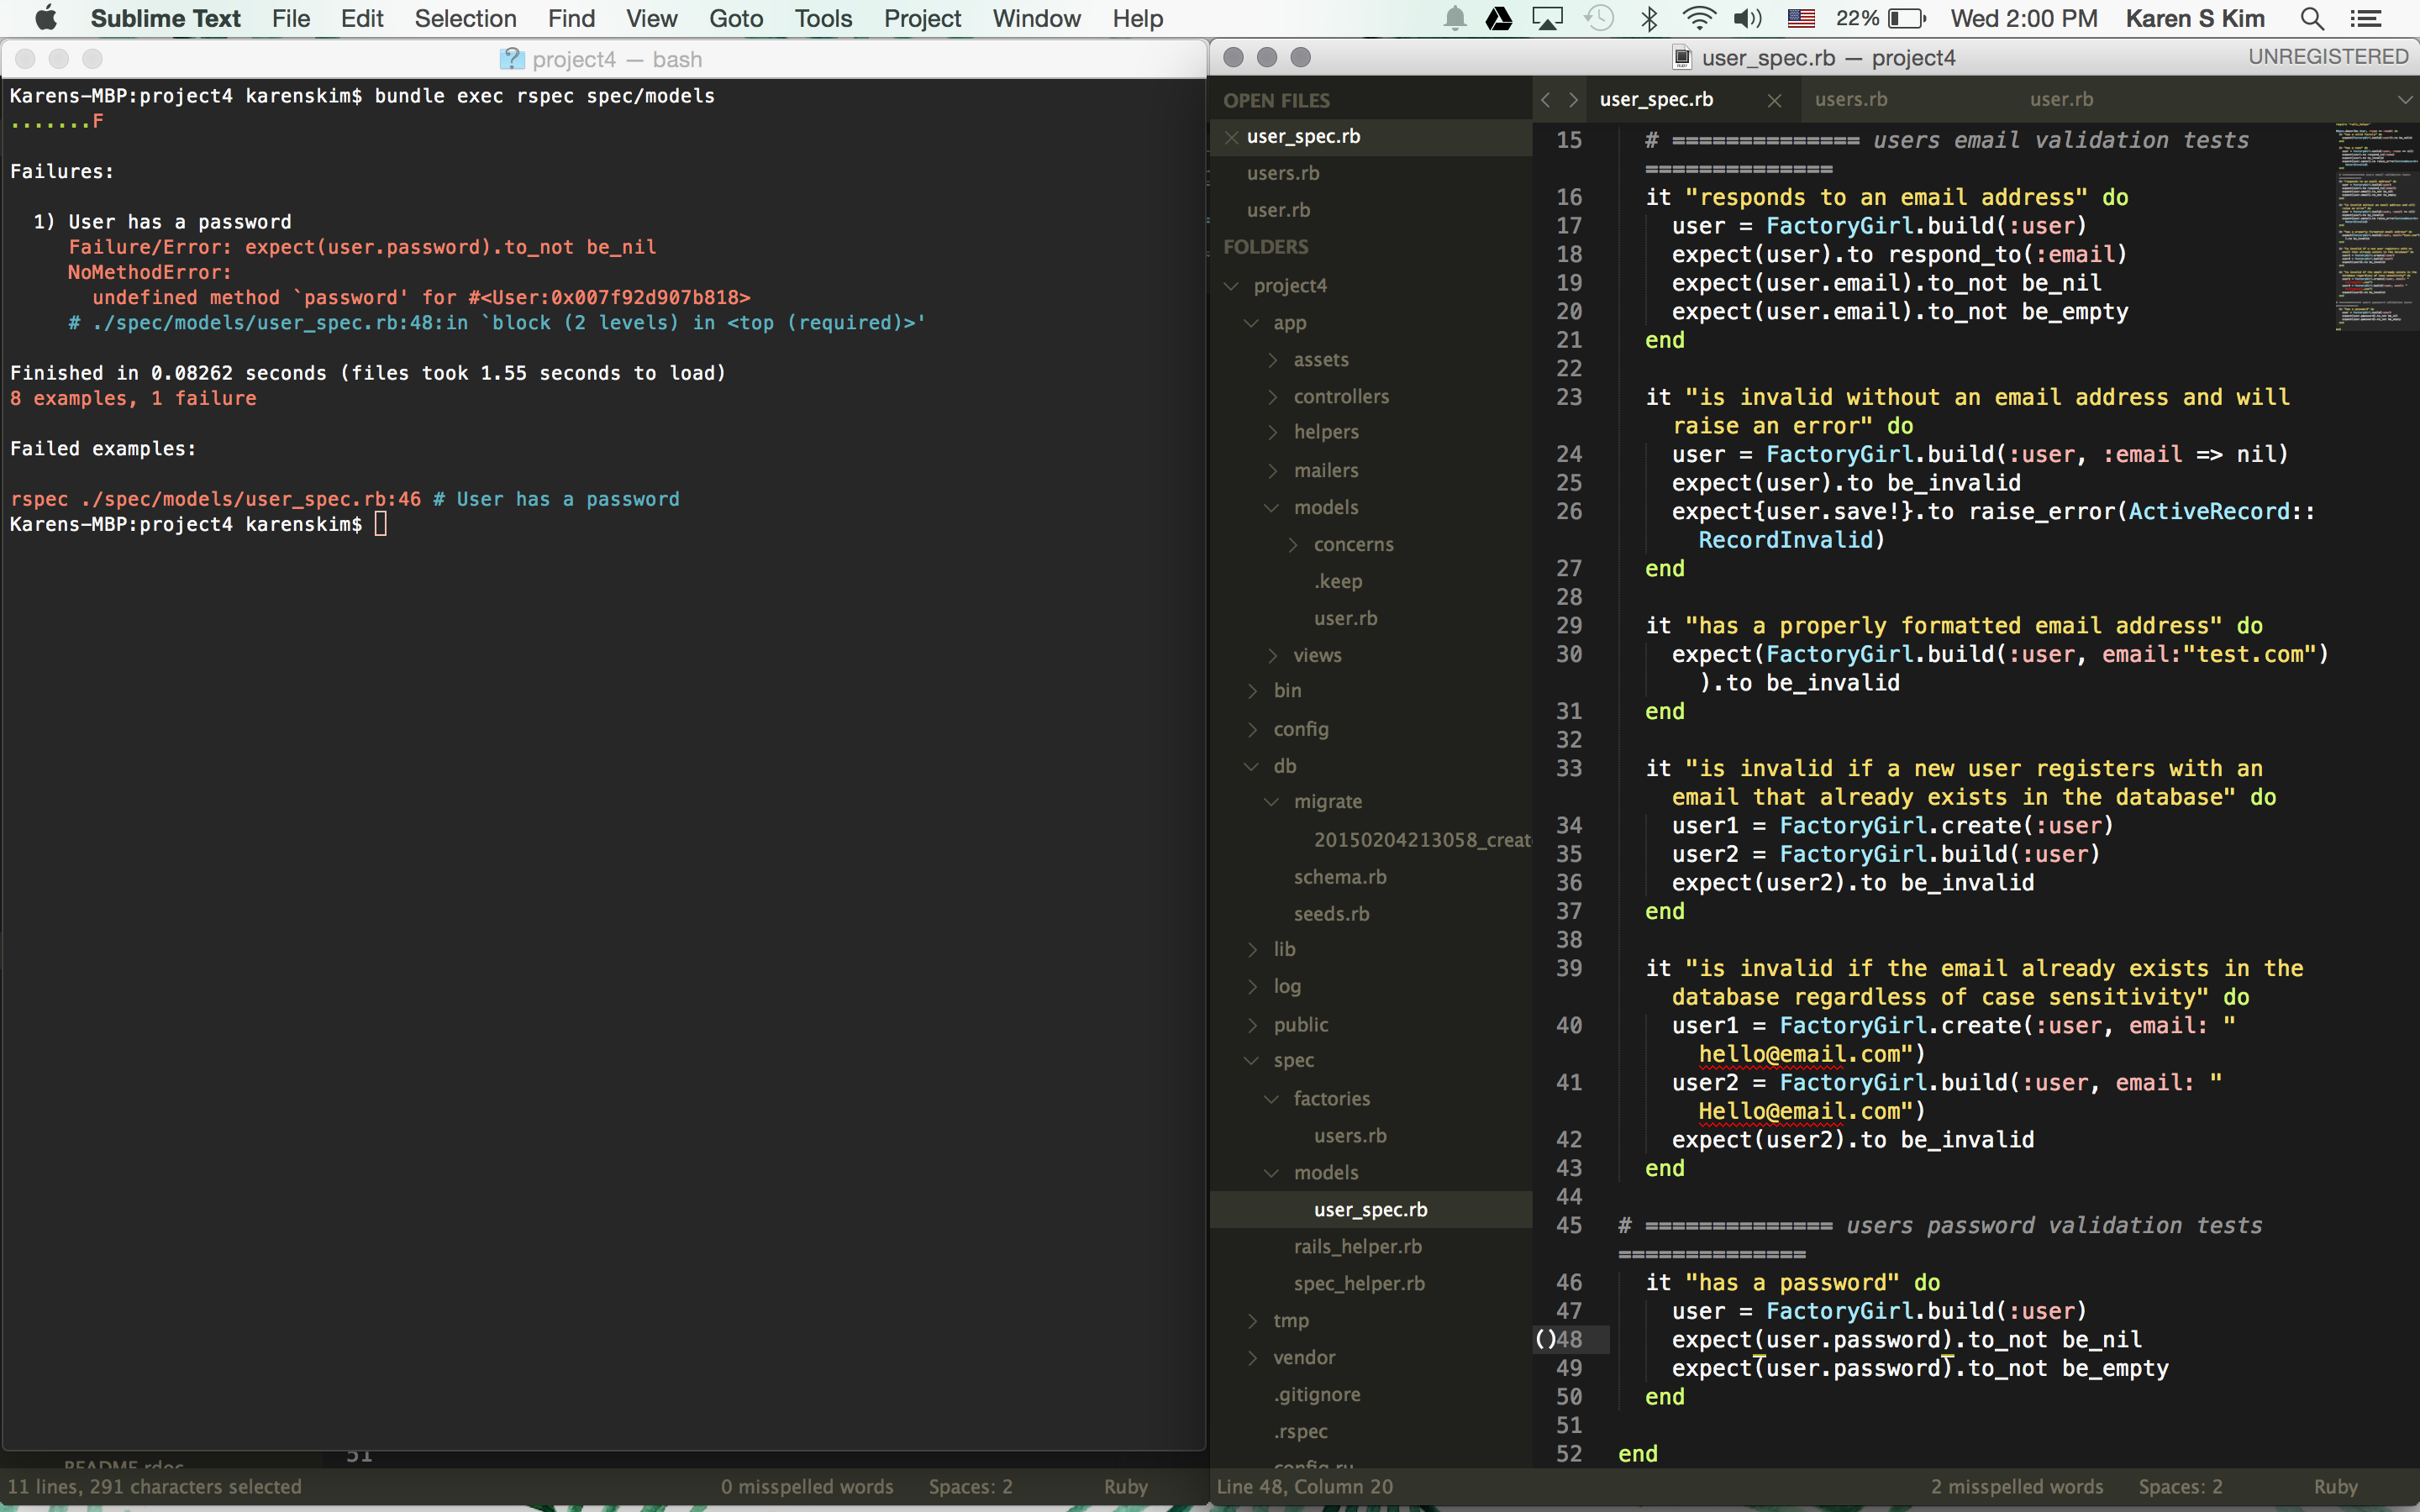 Sublime Text File Edit Selection Find View Goto Tools Project Window Help 22% Wed 2:00 PM Karen S Kim
project4 — bash
Karens-MBP:project4 karenskim$ bundle exec rspec spec/models
.......F
Failures:
1) User has a password
Failure/Error: expect(user.password).to_not be_nil
NoMethodError:
undefined method `password' for #<User:0x007f92d907b818>
# ./spec/models/user_spec.rb:48:in `block (2 levels) in <top (required)>'
Finished in 0.08262 seconds (files took 1.55 seconds to load)
8 examples, 1 failure
Failed examples:
rspec ./spec/models/user_spec.rb:46 # User has a password
Karens-MBP:project4 karenskim$
51
11 lines, 291 characters selected 0 misspelled words Spaces: 2 Ruby
user_spec.rb — project4 UNREGISTERED
OPEN FILES
user_spec.rb
users.rb
user.rb
FOLDERS
project4
app
assets
controllers
helpers
mailers
models
concerns
.keep
user.rb
views
bin
config
db
migrate
20150204213058_creat
schema.rb
seeds.rb
lib
log
public
spec
factories
users.rb
models
user_spec.rb
rails_helper.rb
spec_helper.rb
tmp
vendor
.gitignore
.rspec
config.ru
user_spec.rb users.rb user.rb
15 # ============== users email validation tests
==============
16 it "responds to an email address" do
17 user = FactoryGirl.build(:user)
18 expect(user).to respond_to(:email)
19 expect(user.email).to_not be_nil
20 expect(user.email).to_not be_empty
21 end
22
23 it "is invalid without an email address and will
raise an error" do
24 user = FactoryGirl.build(:user, :email => nil)
25 expect(user).to be_invalid
26 expect{user.save!}.to raise_error(ActiveRecord::
RecordInvalid)
27 end
28
29 it "has a properly formatted email address" do
30 expect(FactoryGirl.build(:user, email:"test.com")
).to be_invalid
31 end
32
33 it "is invalid if a new user registers with an
email that already exists in the database" do
34 user1 = FactoryGirl.create(:user)
35 user2 = FactoryGirl.build(:user)
36 expect(user2).to be_invalid
37 end
38
39 it "is invalid if the email already exists in the
database regardless of case sensitivity" do
40 user1 = FactoryGirl.create(:user, email: "
hello@email.com")
41 user2 = FactoryGirl.build(:user, email: "
Hello@email.com")
42 expect(user2).to be_invalid
43 end
44
45 # ============== users password validation tests
==============
46 it "has a password" do
47 user = FactoryGirl.build(:user)
()48 expect(user.password).to_not be_nil
49 expect(user.password).to_not be_empty
50 end
51
52 end
Line 48, Column 20 2 misspelled words Spaces: 2 Ruby